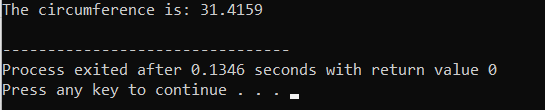 The circumference is: 31.4159
--------------------------------
Process exited after 0.1346 seconds with return value 0
Press any key to continue . . .